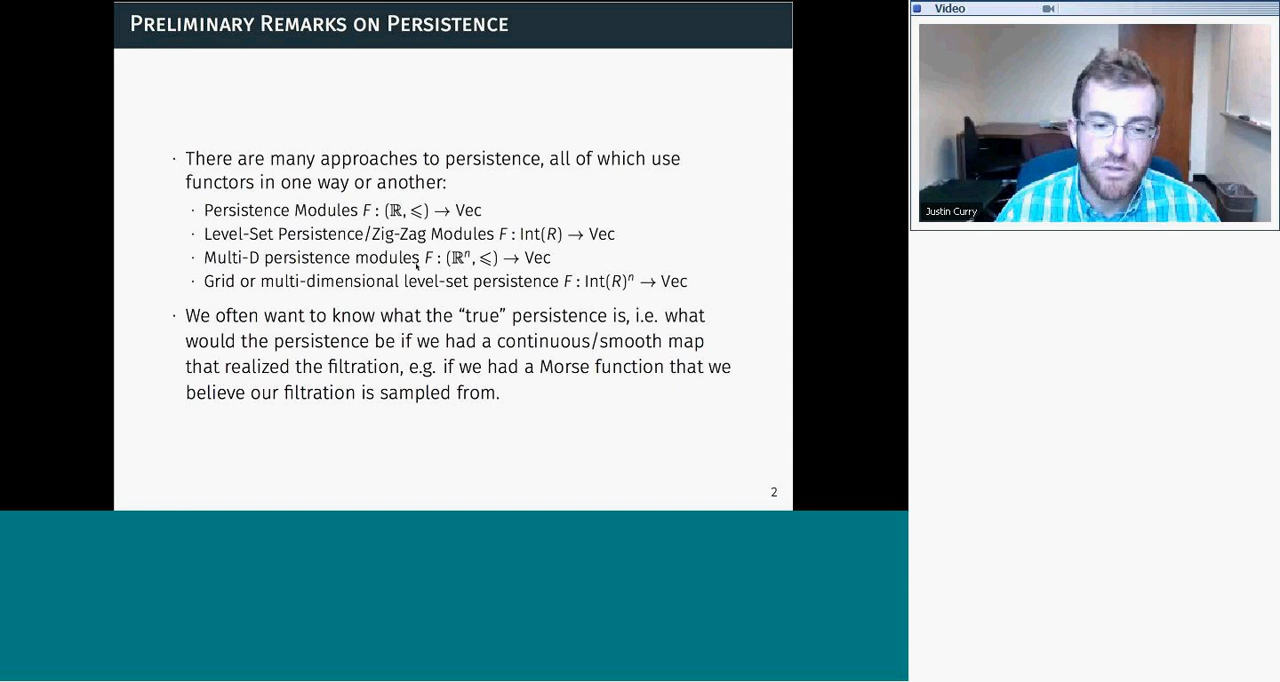 PRELIMINARY REMARKS ON PERSISTENCE
· There are many approaches to persistence, all of which use
functors in one way or another:
· Persistence Modules F : (ℝ, ⩽) → Vec
· Level-Set Persistence/Zig-Zag Modules F : Int(R) → Vec
· Multi-D persistence modules F : (ℝⁿ, ⩽) → Vec
· Grid or multi-dimensional level-set persistence F : Int(R)ⁿ → Vec
· We often want to know what the “true” persistence is, i.e. what
would the persistence be if we had a continuous/smooth map
that realized the filtration, e.g. if we had a Morse function that we
believe our filtration is sampled from.
2
Video
Justin Curry